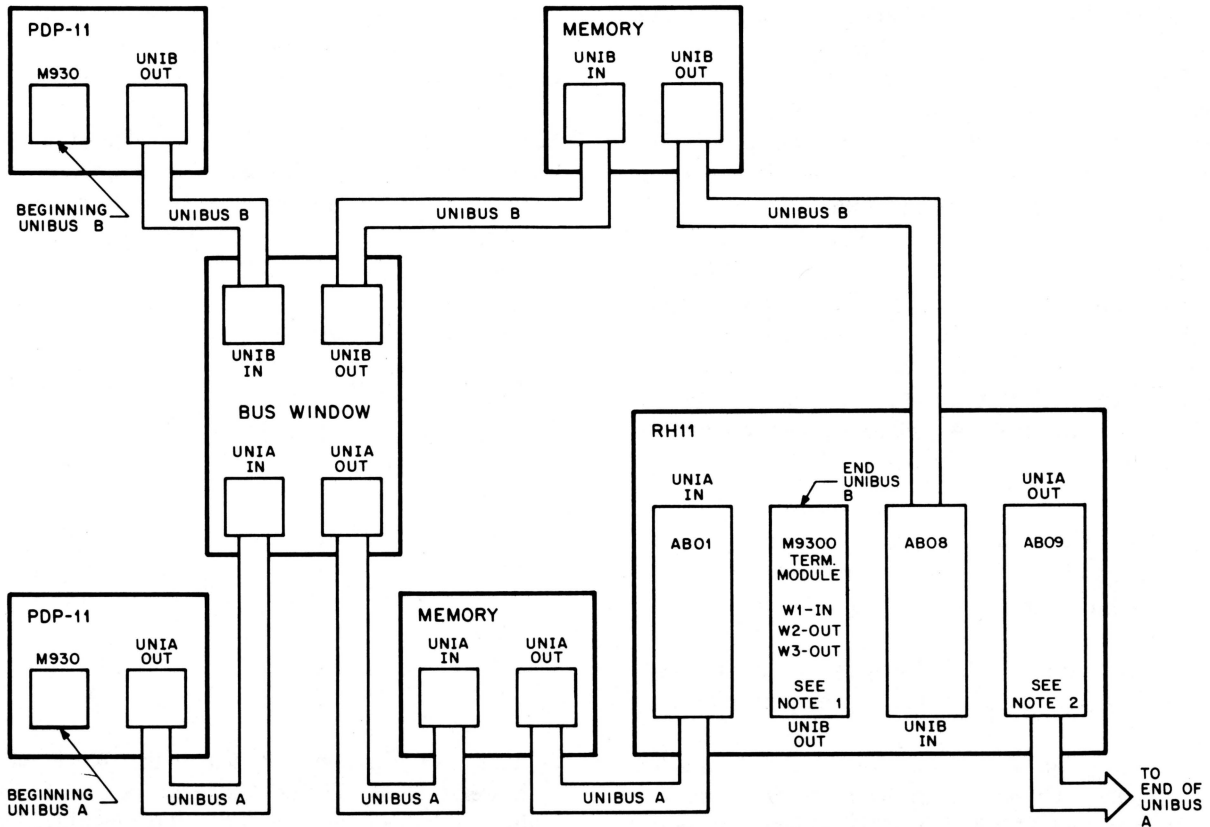 PDP-11
M930
UNIB
OUT
BEGINNING
UNIBUS B
UNIBUS B
MEMORY
UNIB
IN
UNIB
OUT
UNIBUS B
UNIBUS B
UNIB
IN
UNIB
OUT
BUS WINDOW
UNIA
IN
UNIA
OUT
RH11
UNIA
IN
AB01
END
UNIBUS
B
M9300
TERM.
MODULE
W1-IN
W2-OUT
W3-OUT
SEE
NOTE 1
UNIB
OUT
AB08
UNIB
IN
UNIA
OUT
AB09
SEE
NOTE 2
PDP-11
M930
UNIA
OUT
BEGINNING
UNIBUS A
UNIBUS A
MEMORY
UNIA
IN
UNIA
OUT
UNIBUS A
UNIBUS A
TO
END OF
UNIBUS
A